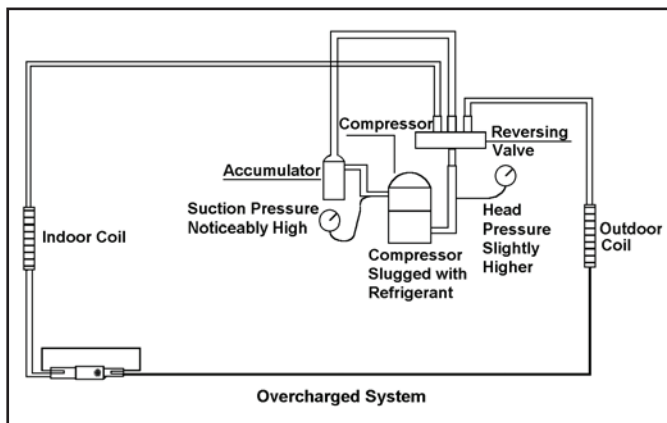 Compressor
Reversing
Valve
Accumulator
Suction Pressure
Noticeably High
Head
Pressure
Slightly
Higher
Indoor Coil
Outdoor
Coil
Compressor
Slugged with
Refrigerant
Overcharged System